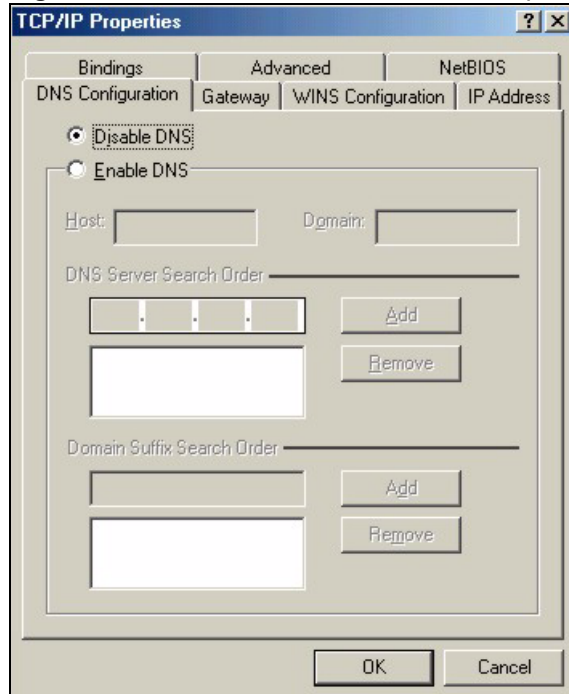 TCP/IP Properties
? X
Bindings Advanced NetBIOS
DNS Configuration Gateway WINS Configuration IP Address
Disable DNS
Enable DNS
Host: Domain:
DNS Server Search Order
. . .
Add
Remove
Domain Suffix Search Order
Add
Remove
OK Cancel